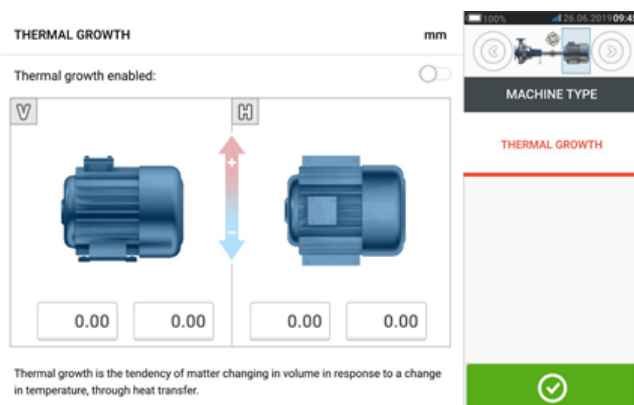 THERMAL GROWTH
mm
100%
26.06.2019 09:45
Thermal growth enabled:
V
H
+
-
0.00
0.00
0.00
0.00
MACHINE TYPE
THERMAL GROWTH
Thermal growth is the tendency of matter changing in volume in response to a change
in temperature, through heat transfer.